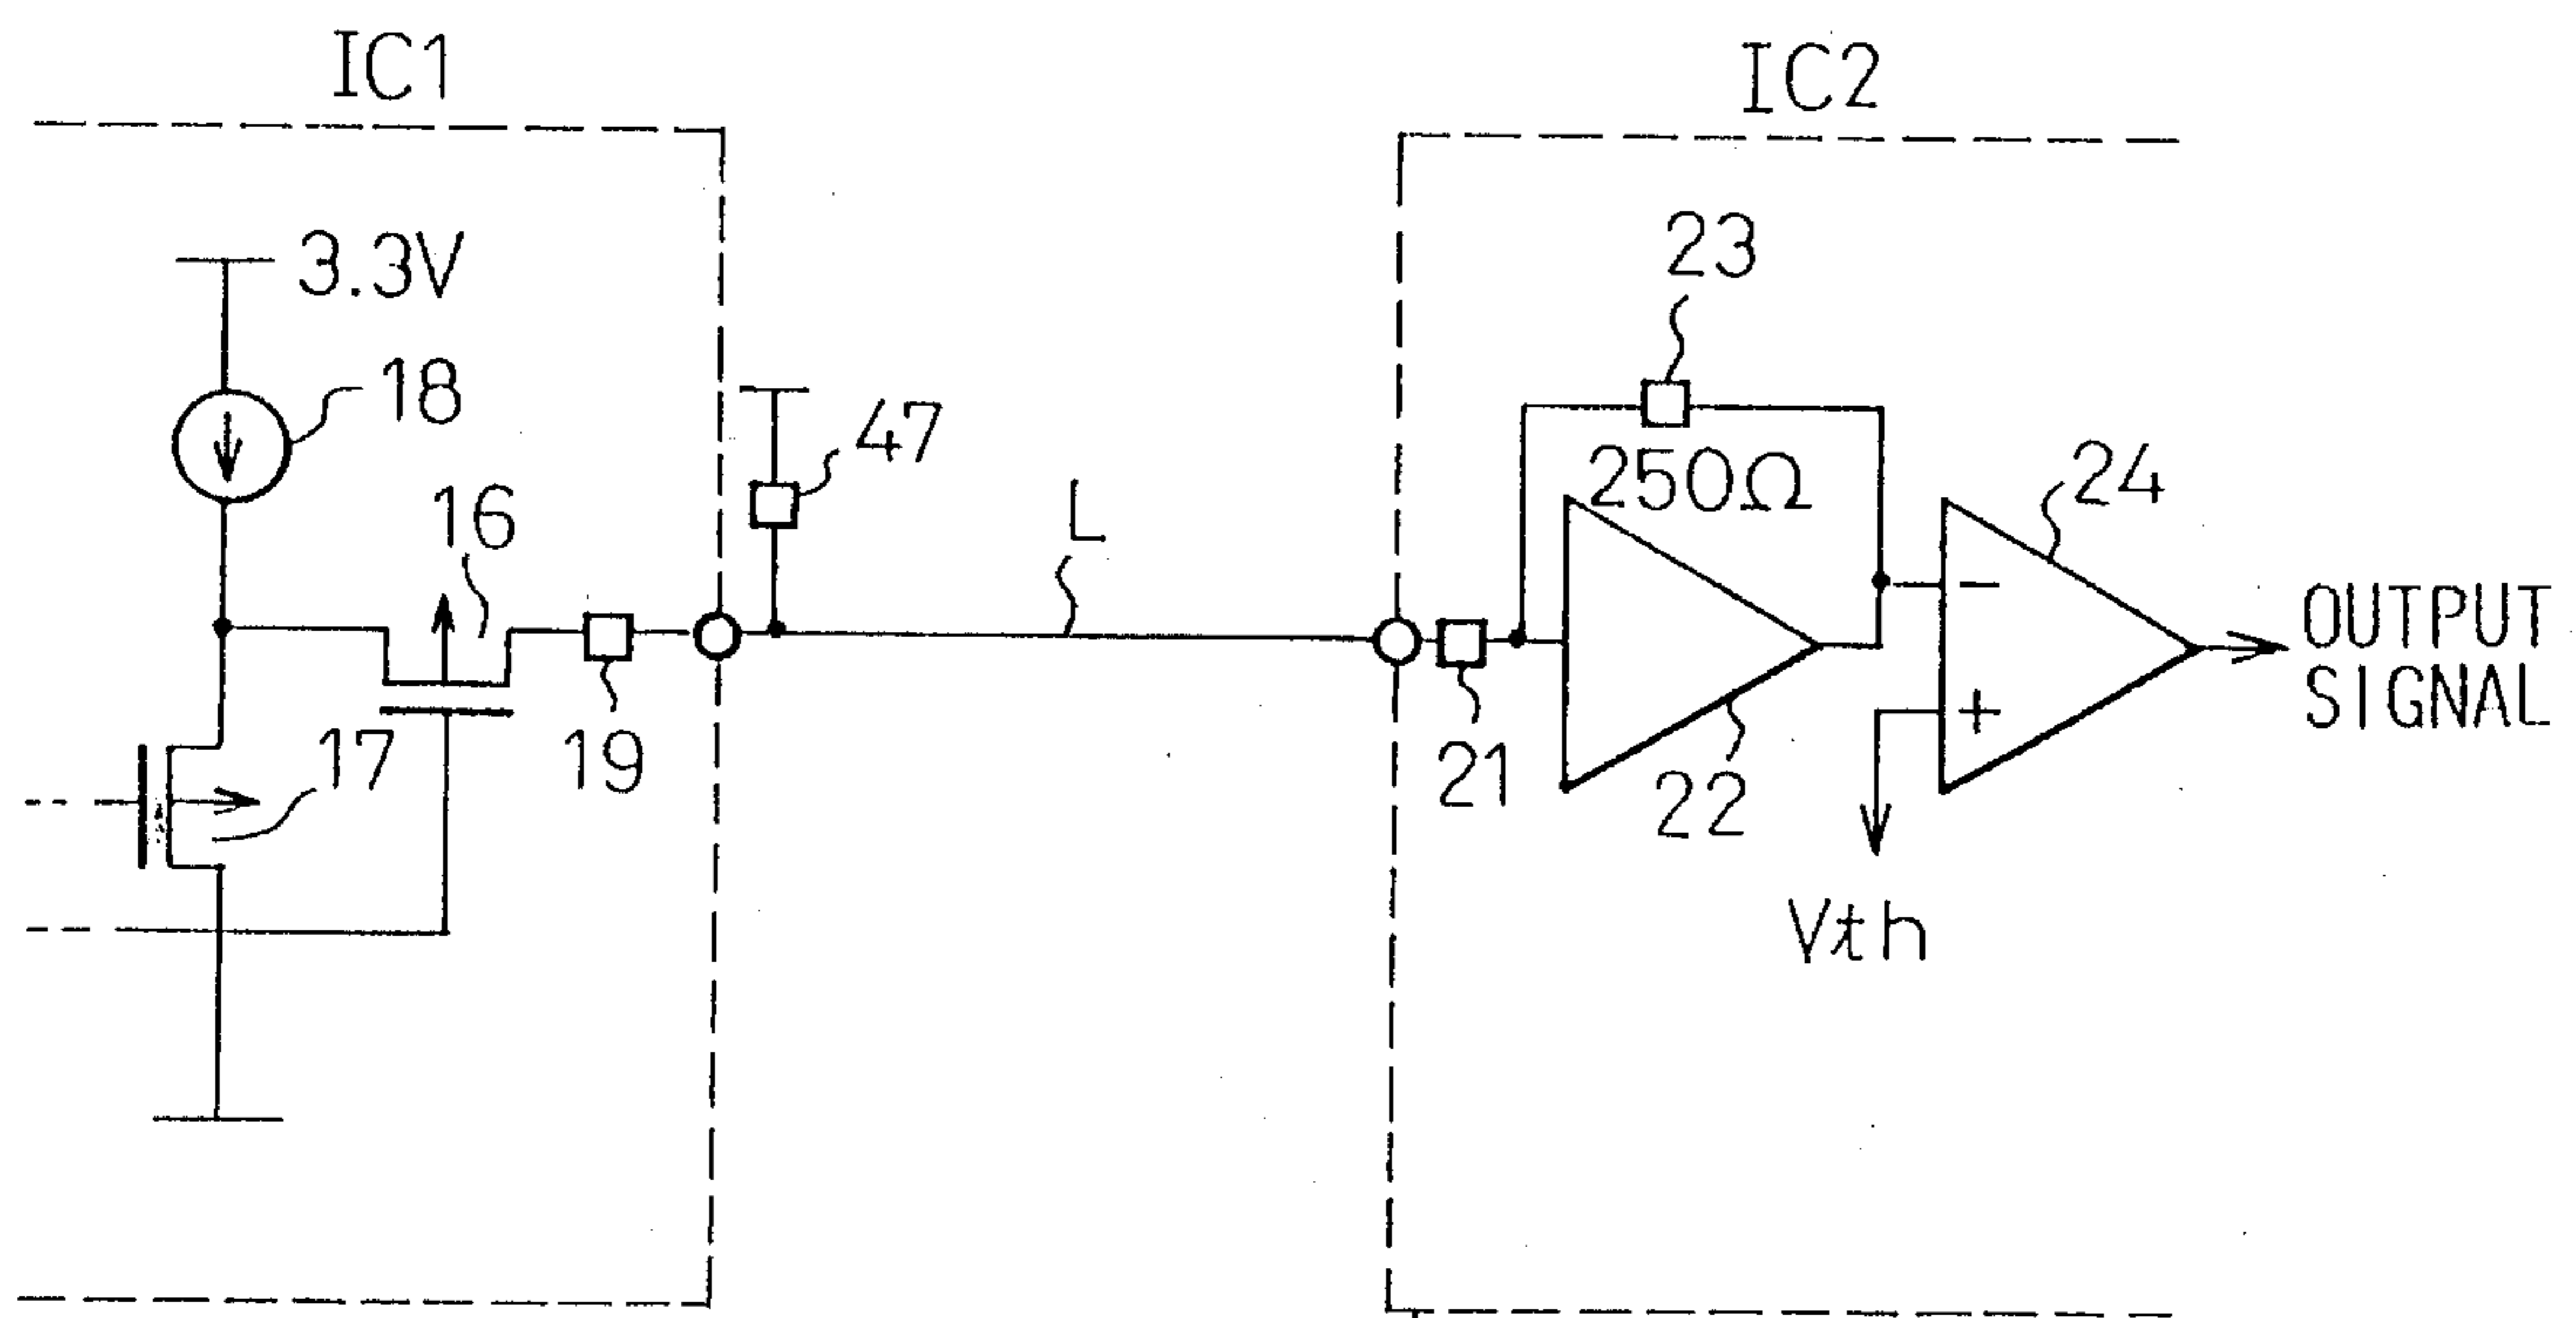 IC1
IC2
3.3V
23
18
47
16
L
250Ω
24
−
OUTPUT
SIGNAL
19
17
21
22
+
Vth